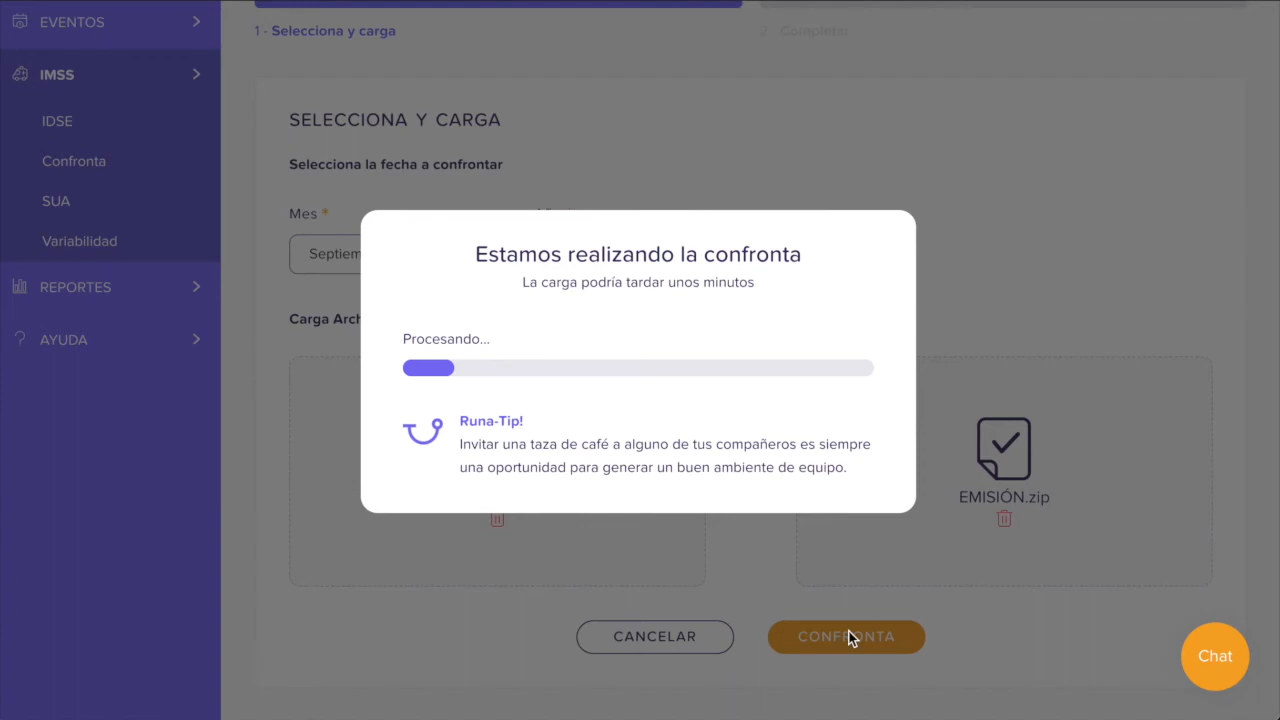 EVENTOS
IMSS
IDSE
Confronta
SUA
Variabilidad
REPORTES
AYUDA
1 - Selecciona y carga
2 Completar
SELECCIONA Y CARGA
Selecciona la fecha a confrontar
Mes *
Septiem
Carga Arch
Estamos realizando la confronta
La carga podría tardar unos minutos
Procesando...
Runa-Tip!
Invitar una taza de café a alguno de tus compañeros es siempre
una oportunidad para generar un buen ambiente de equipo.
EMISIÓN.zip
CANCELAR
CONFRONTA
Chat